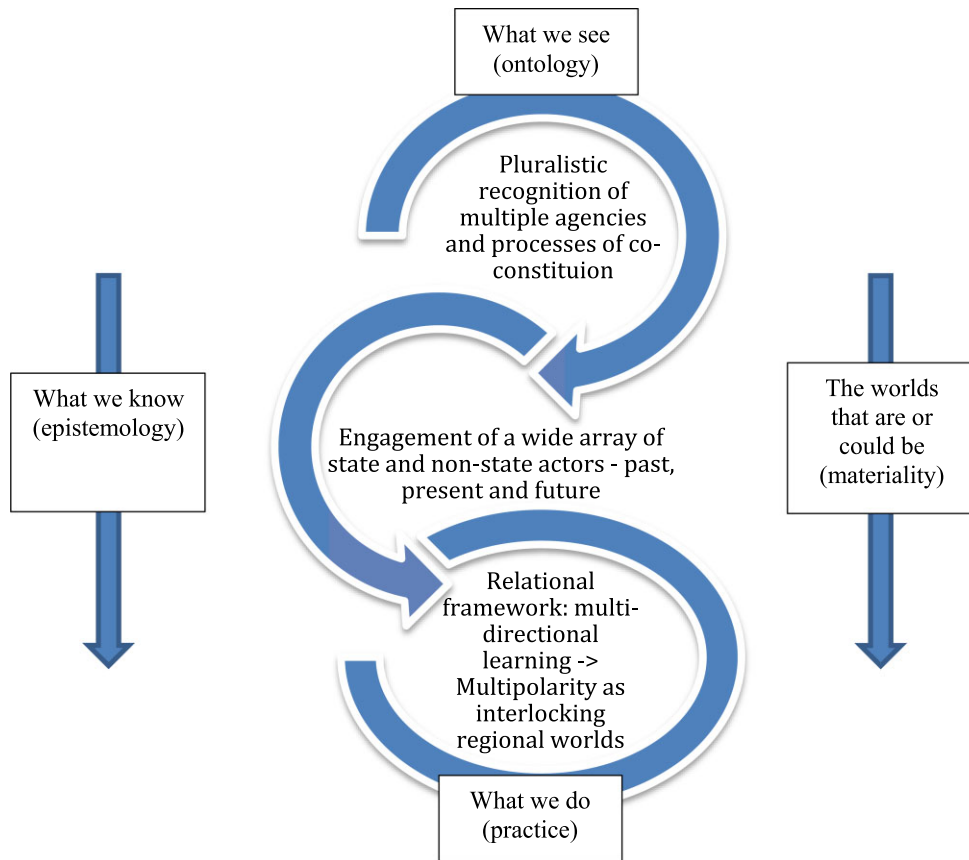 What we see
(ontology)
Pluralistic
recognition of
multiple agencies
and processes of co-
constituion
What we know
(epistemology)
The worlds
that are or
could be
(materiality)
Engagement of a wide array of
state and non-state actors - past,
present and future
Relational
framework: multi-
directional
learning ->
Multipolarity as
interlocking
regional worlds
What we do
(practice)